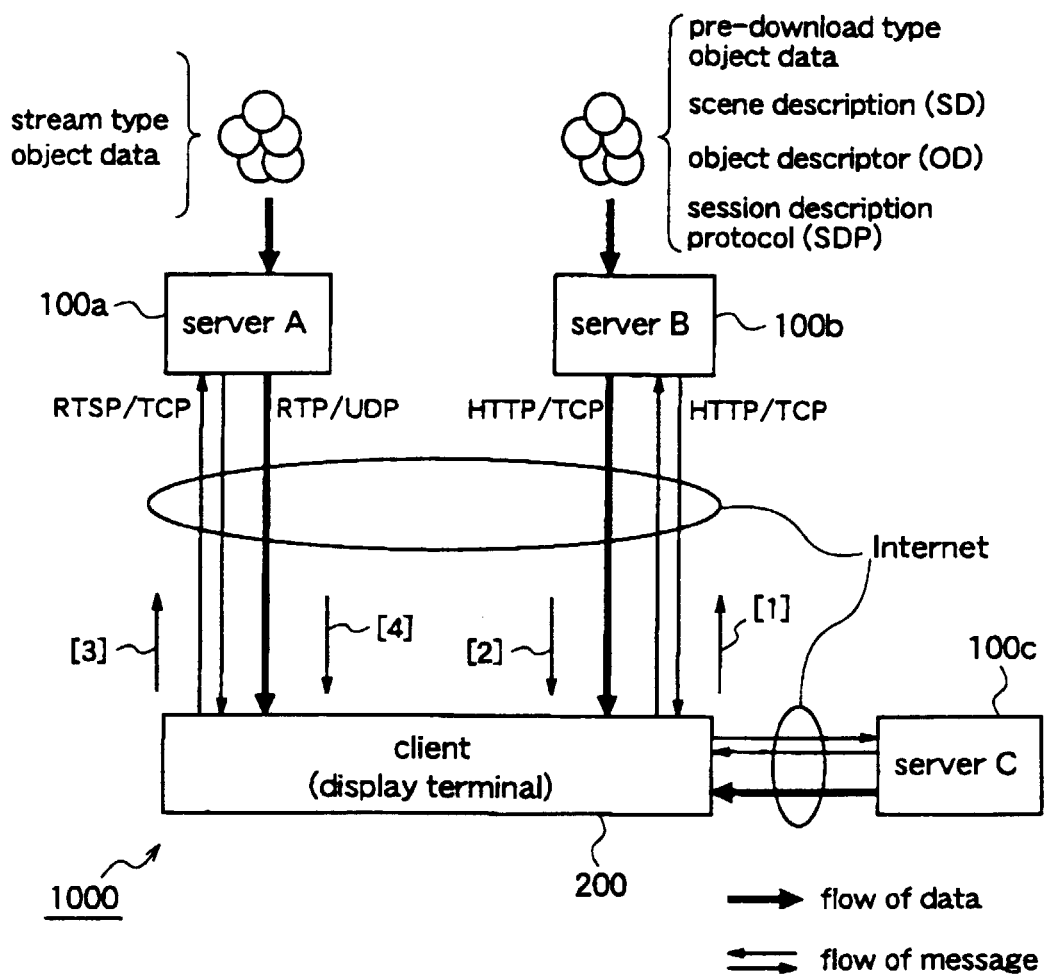 stream type
object data
pre-download type
object data
scene description (SD)
object descriptor (OD)
session description
protocol (SDP)
100a
server A
server B
100b
RTSP/TCP
RTP/UDP
HTTP/TCP
HTTP/TCP
Internet
[3]
[4]
[2]
[1]
100c
client
(display terminal)
server C
1000
200
flow of data
flow of message